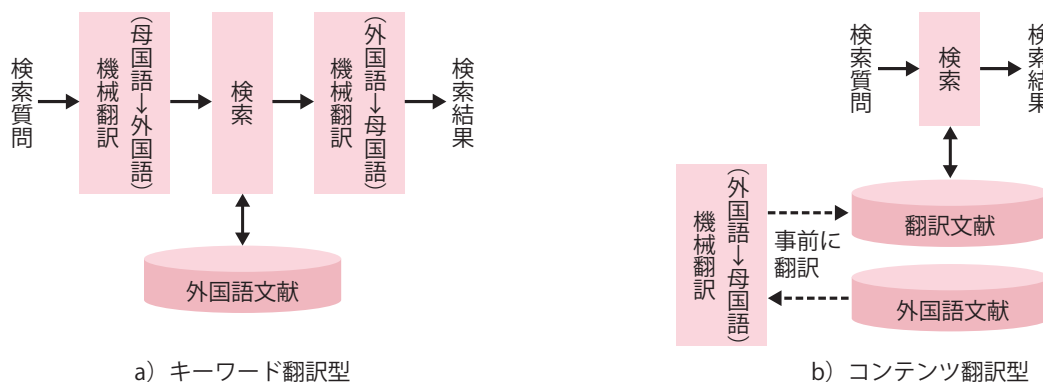 検索質問
機械翻訳
(母国語→外国語)
検索
機械翻訳
(外国語→母国語)
検索結果
外国語文献
a）キーワード翻訳型
検索質問
検索
検索結果
機械翻訳
(外国語→母国語)
事前に
翻訳
翻訳文献
外国語文献
b）コンテンツ翻訳型